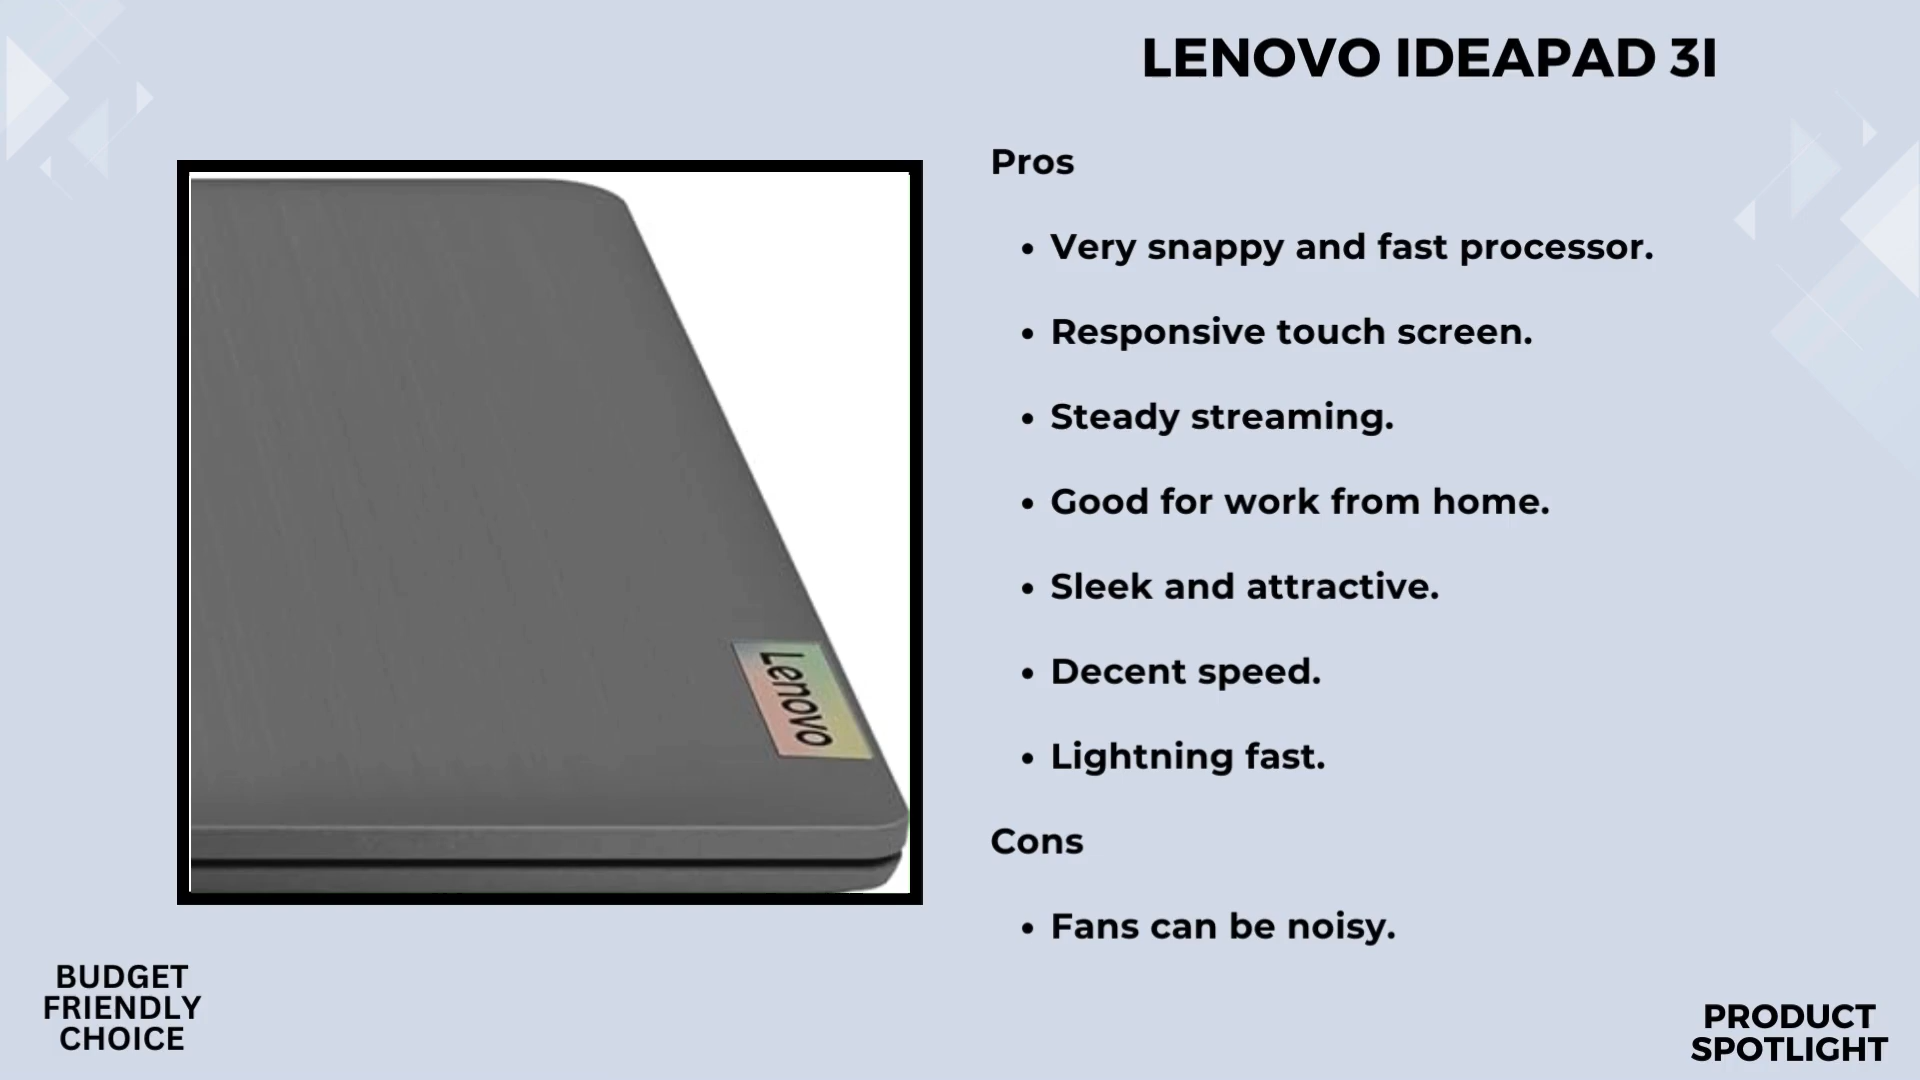 LENOVO IDEAPAD 3I
Pros
• Very snappy and fast processor.
• Responsive touch screen.
• Steady streaming.
• Good for work from home.
• Sleek and attractive.
• Decent speed.
• Lightning fast.
Cons
• Fans can be noisy.
Lenovo
BUDGET
FRIENDLY
CHOICE
PRODUCT
SPOTLIGHT